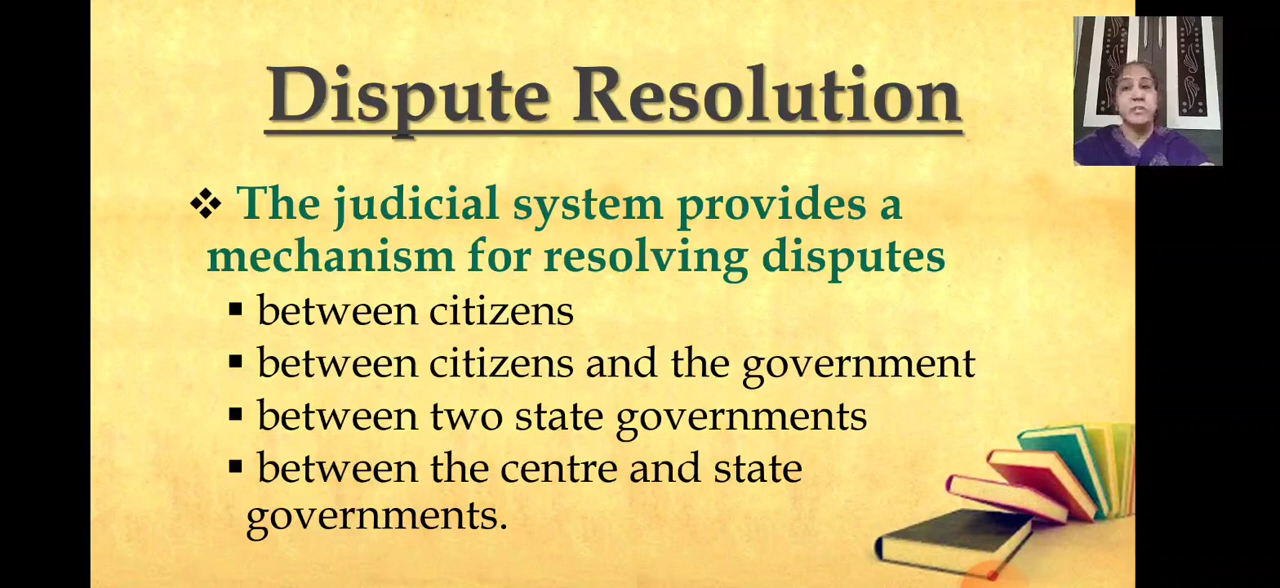 Dispute Resolution
❖ The judicial system provides a
mechanism for resolving disputes
▪ between citizens
▪ between citizens and the government
▪ between two state governments
▪ between the centre and state
governments.